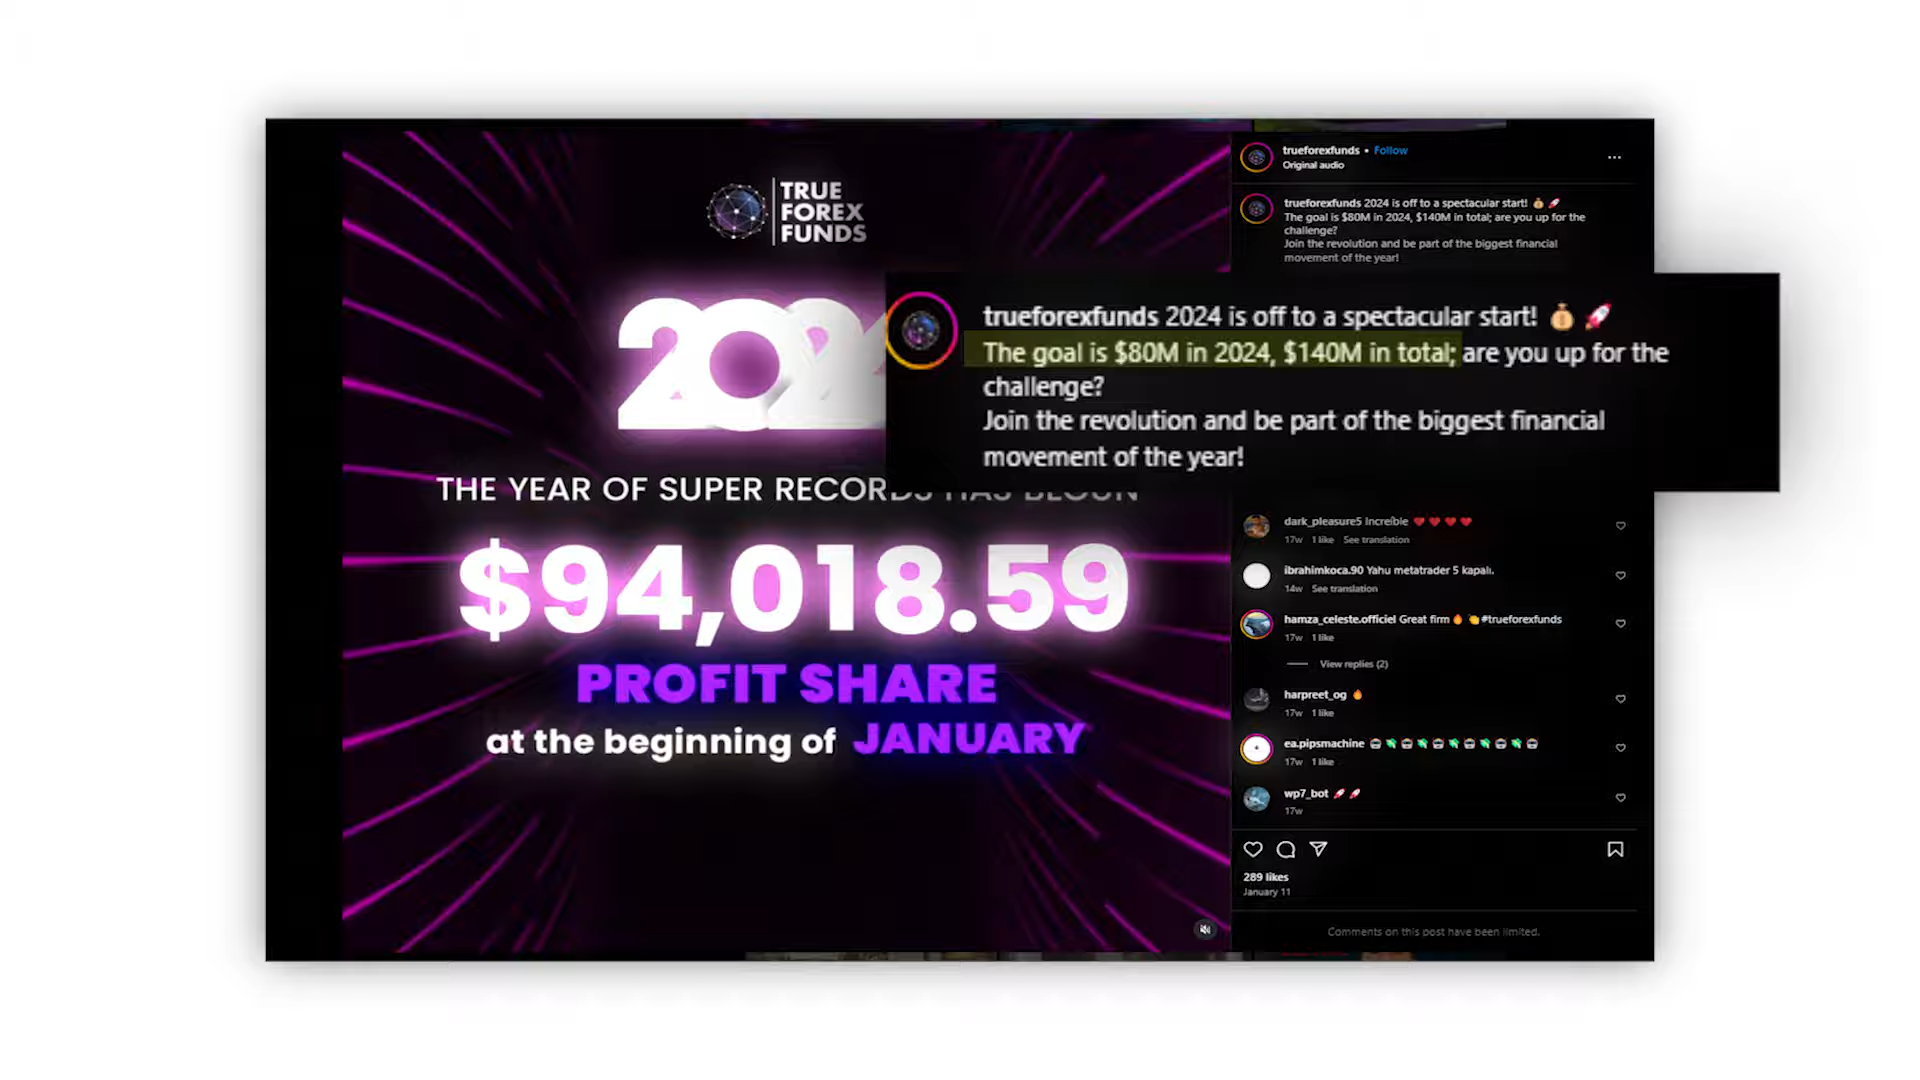 TRUE
FOREX
FUNDS
2024
THE YEAR OF SUPER RECORDS HAS BEGUN
$94,018.59
PROFIT SHARE
at the beginning of JANUARY
trueforexfunds • Follow
Original audio
trueforexfunds 2024 is off to a spectacular start! 💰 🚀
The goal is $80M in 2024, $140M in total; are you up for the
challenge?
Join the revolution and be part of the biggest financial
movement of the year!
trueforexfunds 2024 is off to a spectacular start! 💰 🚀
The goal is $80M in 2024, $140M in total; are you up for the
challenge?
Join the revolution and be part of the biggest financial
movement of the year!
dark_pleasure5 Increíble ❤️ ❤️ ❤️ ❤️
17w 1 like See translation
ibrahimkoca.90 Yahu metatrader 5 kapalı.
14w See translation
hamza_celeste.officiel Great firm 🔥 👏 #trueforexfunds
17w 1 like
View replies (2)
harpreet_og 🔥
17w 1 like
ea.pipsmachine
17w 1 like
wp7_bot 🚀 🚀
17w
289 likes
January 11
Comments on this post have been limited.